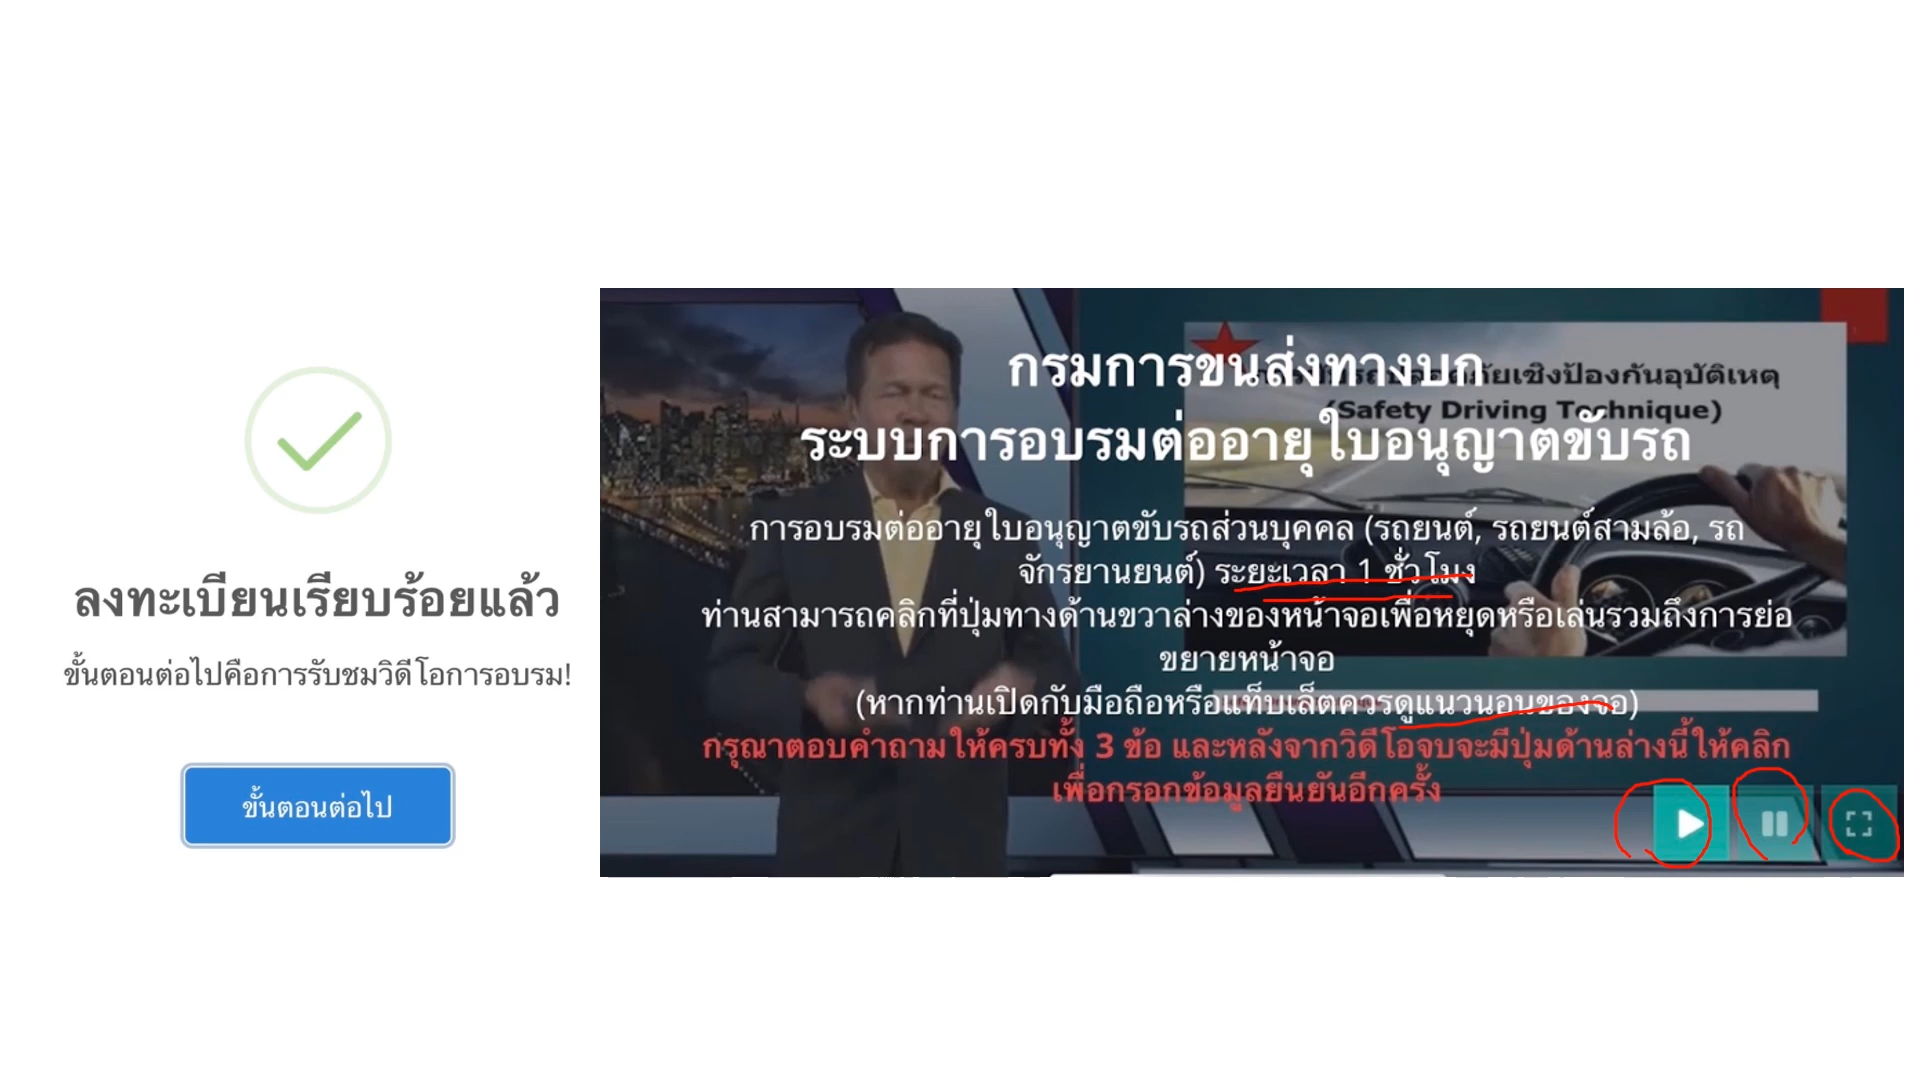 ลงทะเบียนเรียบร้อยแล้ว
ขั้นตอนต่อไปคือการรับชมวิดีโอการอบรม!
ขั้นตอนต่อไป
กรมการขนส่งทางบก
ระบบการอบรมต่ออายุใบอนุญาตขับรถ
ภัยเชิงป้องกันอุบัติเหตุ
(Safety Driving Technique)
การอบรมต่ออายุใบอนุญาตขับรถส่วนบุคคล (รถยนต์, รถยนต์สามล้อ, รถ
จักรยานยนต์) ระยะเวลา 1 ชั่วโมง
ท่านสามารถคลิกที่ปุ่มทางด้านขวาล่างของหน้าจอเพื่อหยุดหรือเล่นรวมถึงการย่อ
ขยายหน้าจอ
(หากท่านเปิดกับมือถือหรือแท็บเล็ตควรดูแนวนอนของจอ)
กรุณาตอบคำถามให้ครบทั้ง 3 ข้อ และหลังจากวิดีโอจบจะมีปุ่มด้านล่างนี้ให้คลิก
เพื่อกรอกข้อมูลยืนยันอีกครั้ง